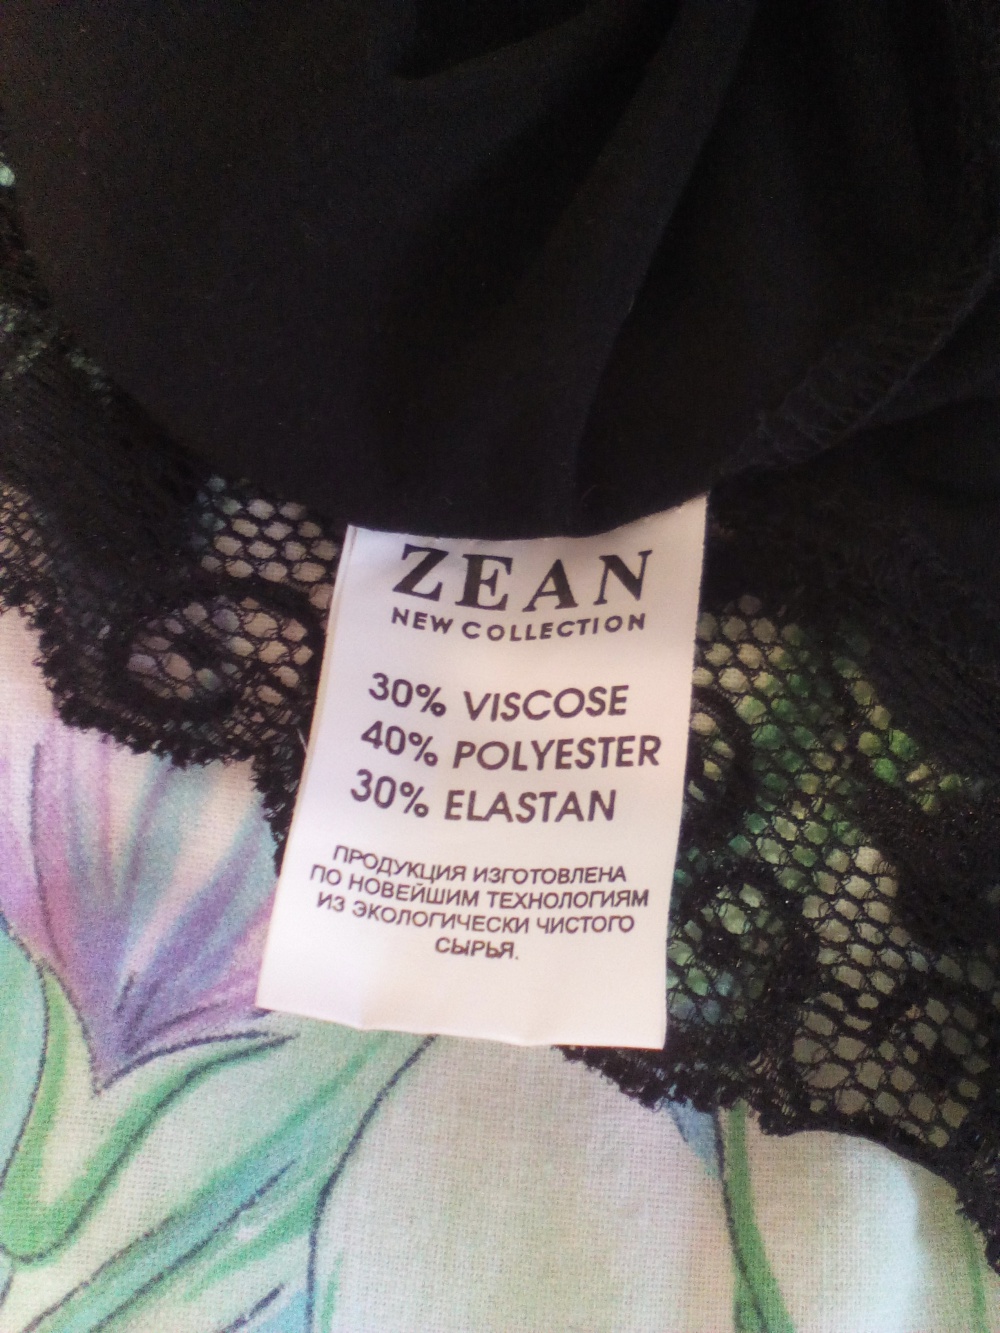 ZEAN
NEW COLLECTION
30% VISCOSE
40% POLYESTER
30% ELASTAN
ПРОДУКЦИЯ ИЗГОТОВЛЕНА
ПО НОВЕЙШИМ ТЕХНОЛОГИЯМ
ИЗ ЭКОЛОГИЧЕСКИ ЧИСТОГО
СЫРЬЯ.